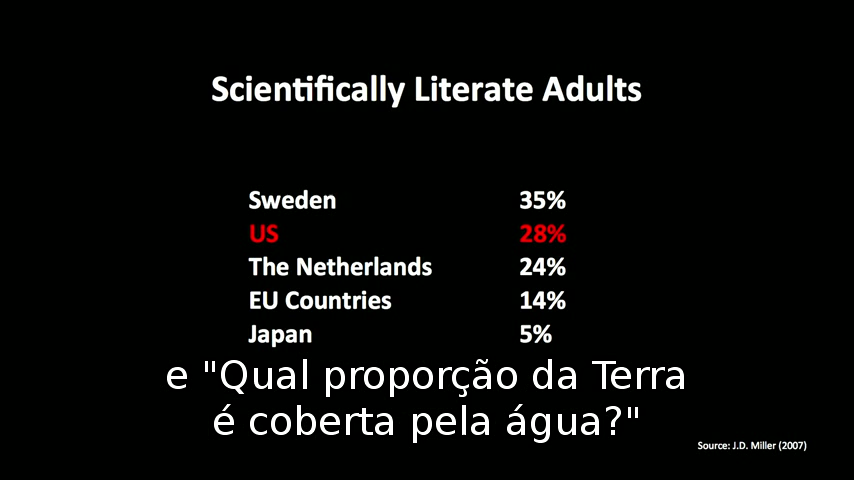 Scientifically Literate Adults
Sweden 35%
US 28%
The Netherlands 24%
EU Countries 14%
Japan 5%
e "Qual proporção da Terra
é coberta pela água?"
Source: J.D. Miller (2007)